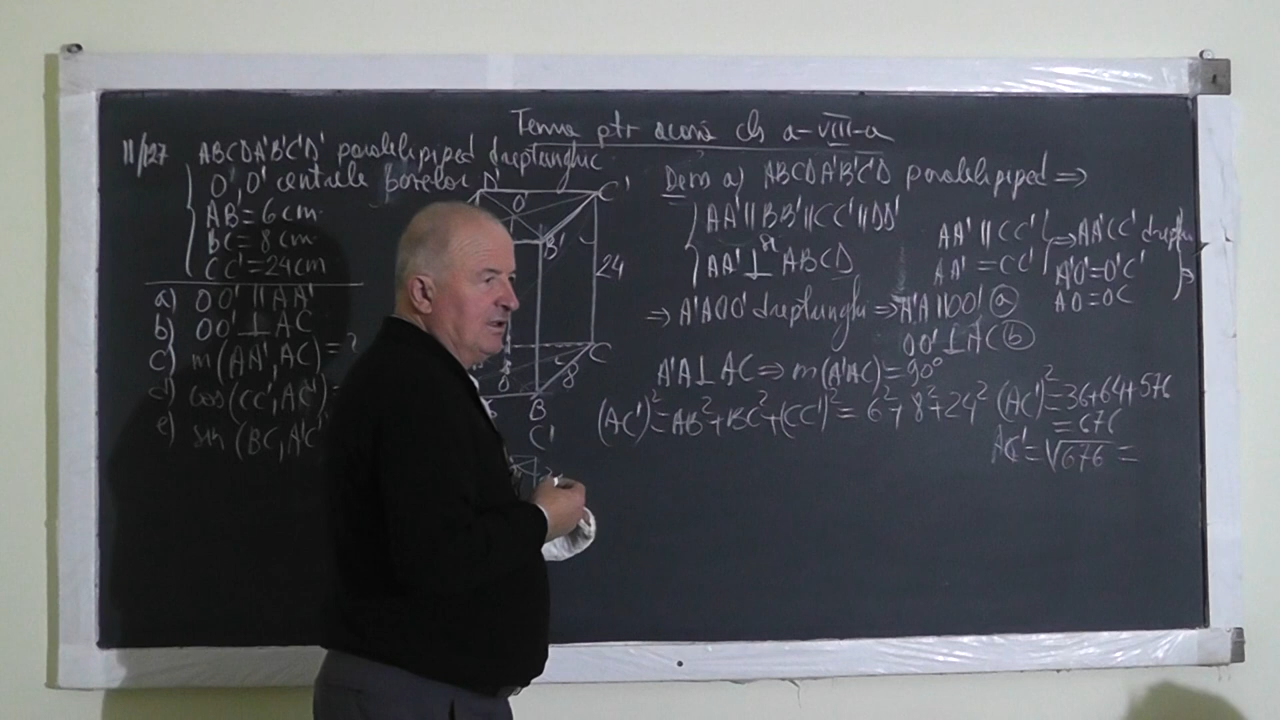 Tema ptr acasă cls a-VIII-a
11/127 ABCDA'B'C'D' paralelipiped dreptunghic
O', O' centrele
AB = 6 cm
BC = 8 cm
CC' = 24 cm
a) OO' || AA'
b) OO' ⊥ AC
c) m(AA', AC) = ?
d) cos(CC', AC')
e) sin (BC, A'C'
D'
C'
O'
B'
24
C
8
O
6
B
C'
Dem a) ABCDA'B'C'D' paralelipiped ⇒
AA' || BB' || CC' || DD'
AA' ⊥ ABCD
AA' || CC'
AA' = CC'
⇒ AA'CC' dreptun
A'O' = O'C'
AO = OC
⇒
⇒ A'AOO' dreptunghi ⇒ A'A || OO' (a)
OO' ⊥ AC (b)
A'A ⊥ AC ⇒ m(A'AC) = 90°
(AC')² = AB² + BC² + (CC')² = 6² + 8² + 24²
(AC')² = 36 + 64 + 576
= 676
AC' = √676 =